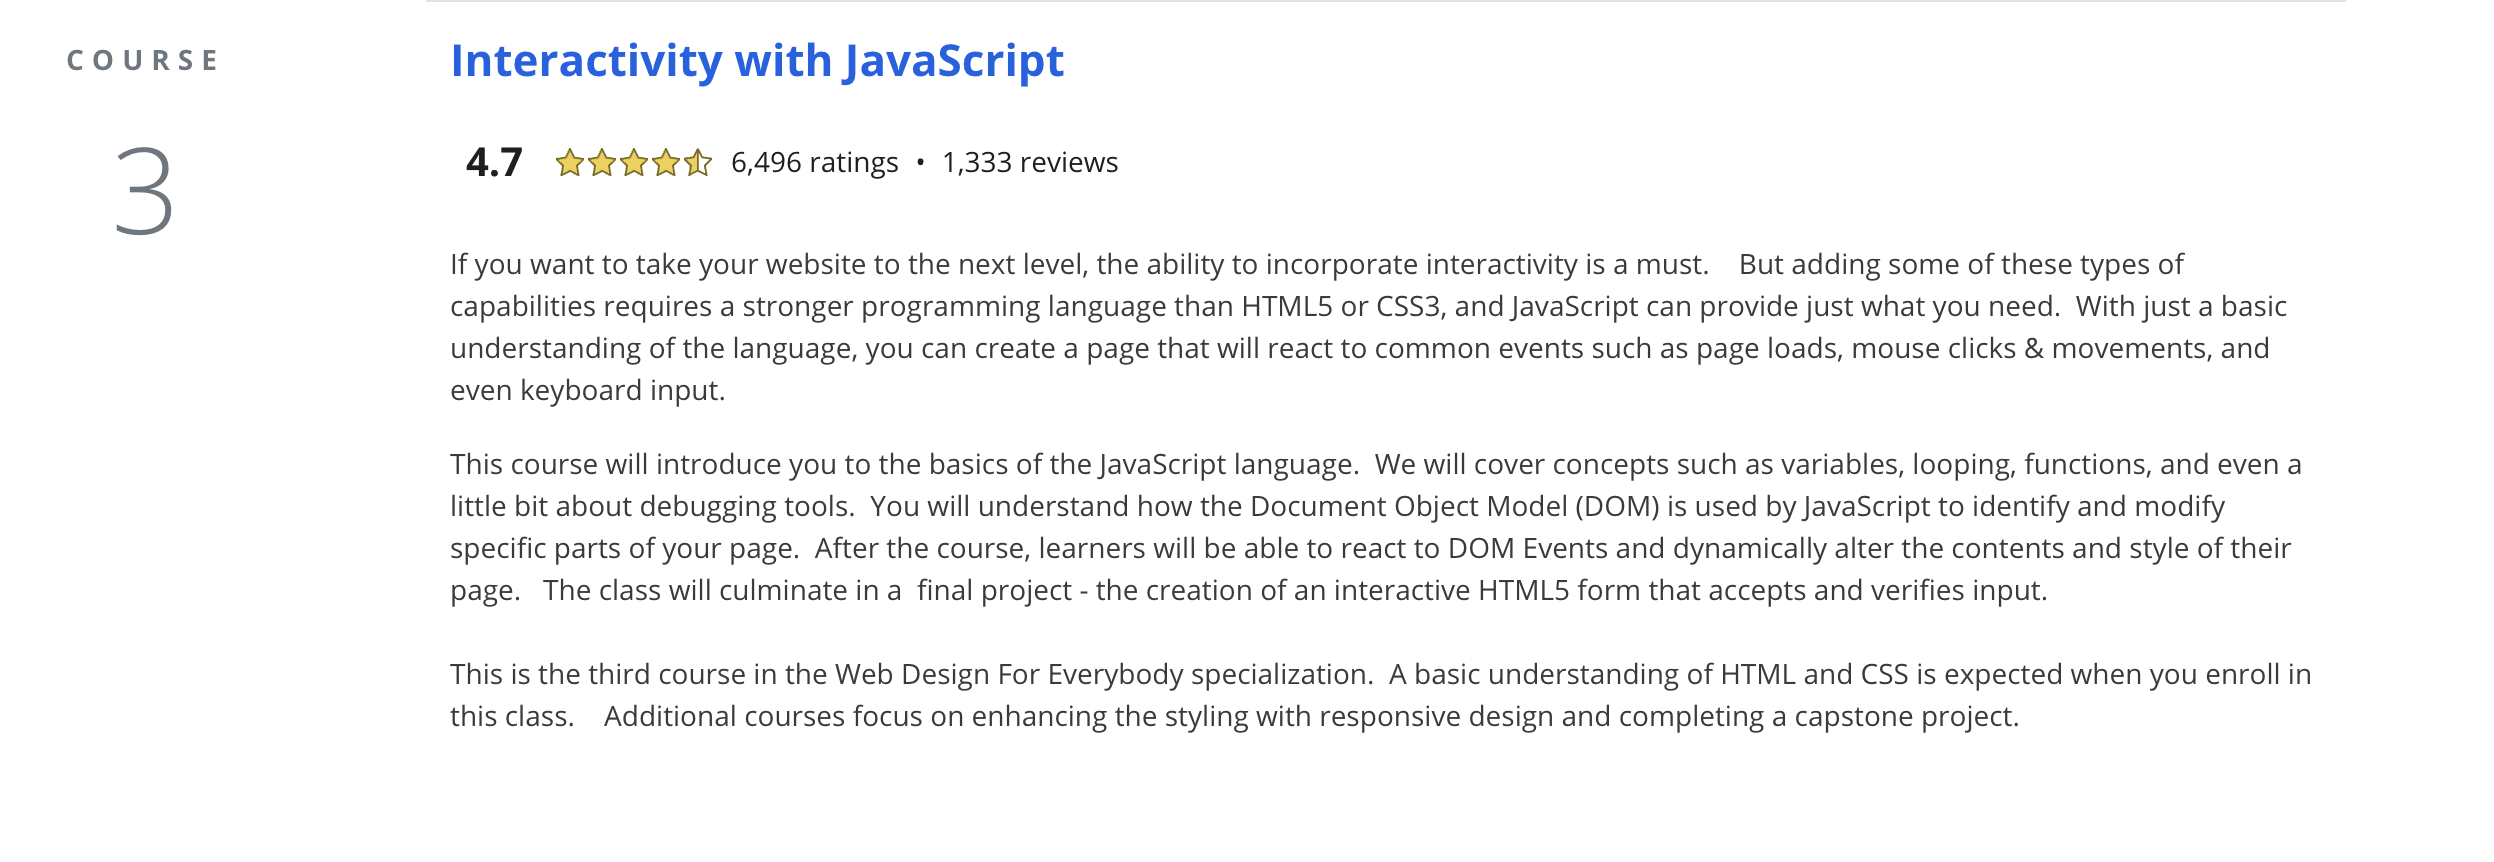 COURSE
3
Interactivity with JavaScript
4.7 6,496 ratings • 1,333 reviews
If you want to take your website to the next level, the ability to incorporate interactivity is a must.    But adding some of these types of
capabilities requires a stronger programming language than HTML5 or CSS3, and JavaScript can provide just what you need.  With just a basic
understanding of the language, you can create a page that will react to common events such as page loads, mouse clicks & movements, and
even keyboard input.
This course will introduce you to the basics of the JavaScript language.  We will cover concepts such as variables, looping, functions, and even a
little bit about debugging tools.  You will understand how the Document Object Model (DOM) is used by JavaScript to identify and modify
specific parts of your page.  After the course, learners will be able to react to DOM Events and dynamically alter the contents and style of their
page.   The class will culminate in a  final project - the creation of an interactive HTML5 form that accepts and verifies input.
This is the third course in the Web Design For Everybody specialization.  A basic understanding of HTML and CSS is expected when you enroll in
this class.    Additional courses focus on enhancing the styling with responsive design and completing a capstone project.